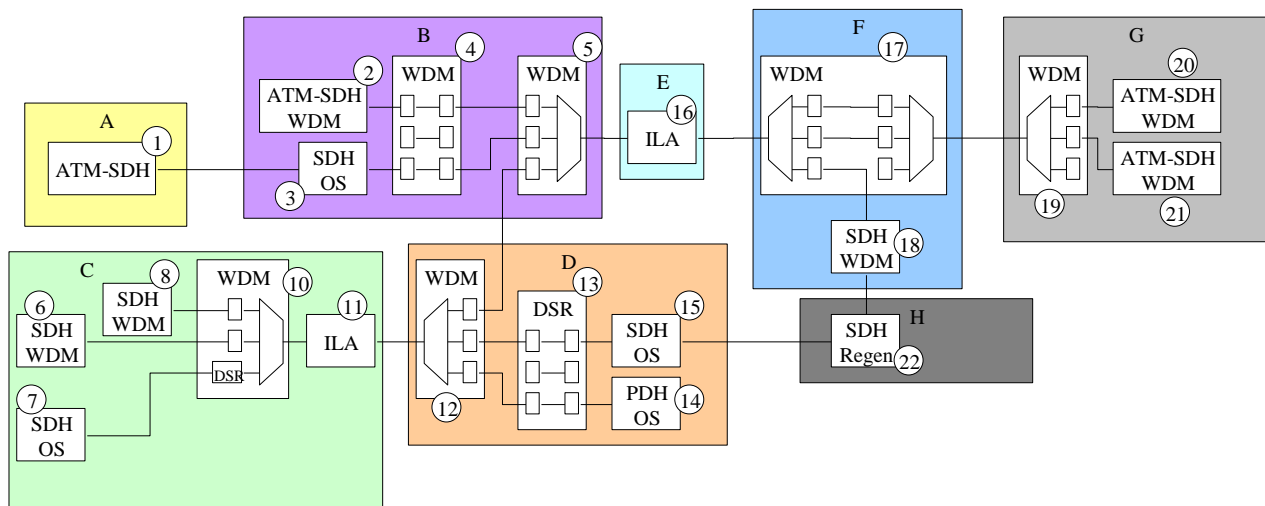 A
1
ATM-SDH
B
2
ATM-SDH
WDM
3
SDH
OS
4
WDM
5
WDM
E
16
ILA
F
17
WDM
18
SDH
WDM
G
19
WDM
20
ATM-SDH
WDM
21
ATM-SDH
WDM
C
6
SDH
WDM
7
SDH
OS
8
SDH
WDM
10
WDM
DSR
11
ILA
D
12
WDM
13
DSR
15
SDH
OS
14
PDH
OS
H
SDH
Regen
22